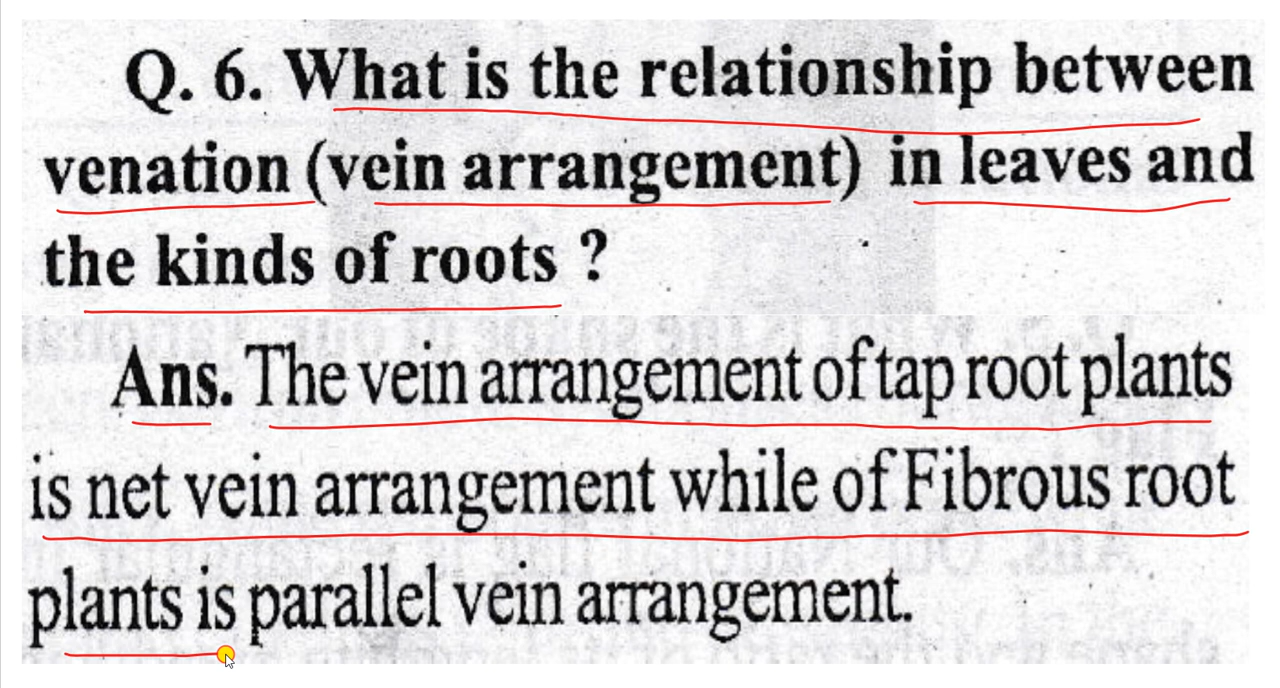 Q. 6. What is the relationship between
venation (vein arrangement) in leaves and
the kinds of roots ?
Ans. The vein arrangement of tap root plants
is net vein arrangement while of Fibrous root
plants is parallel vein arrangement.